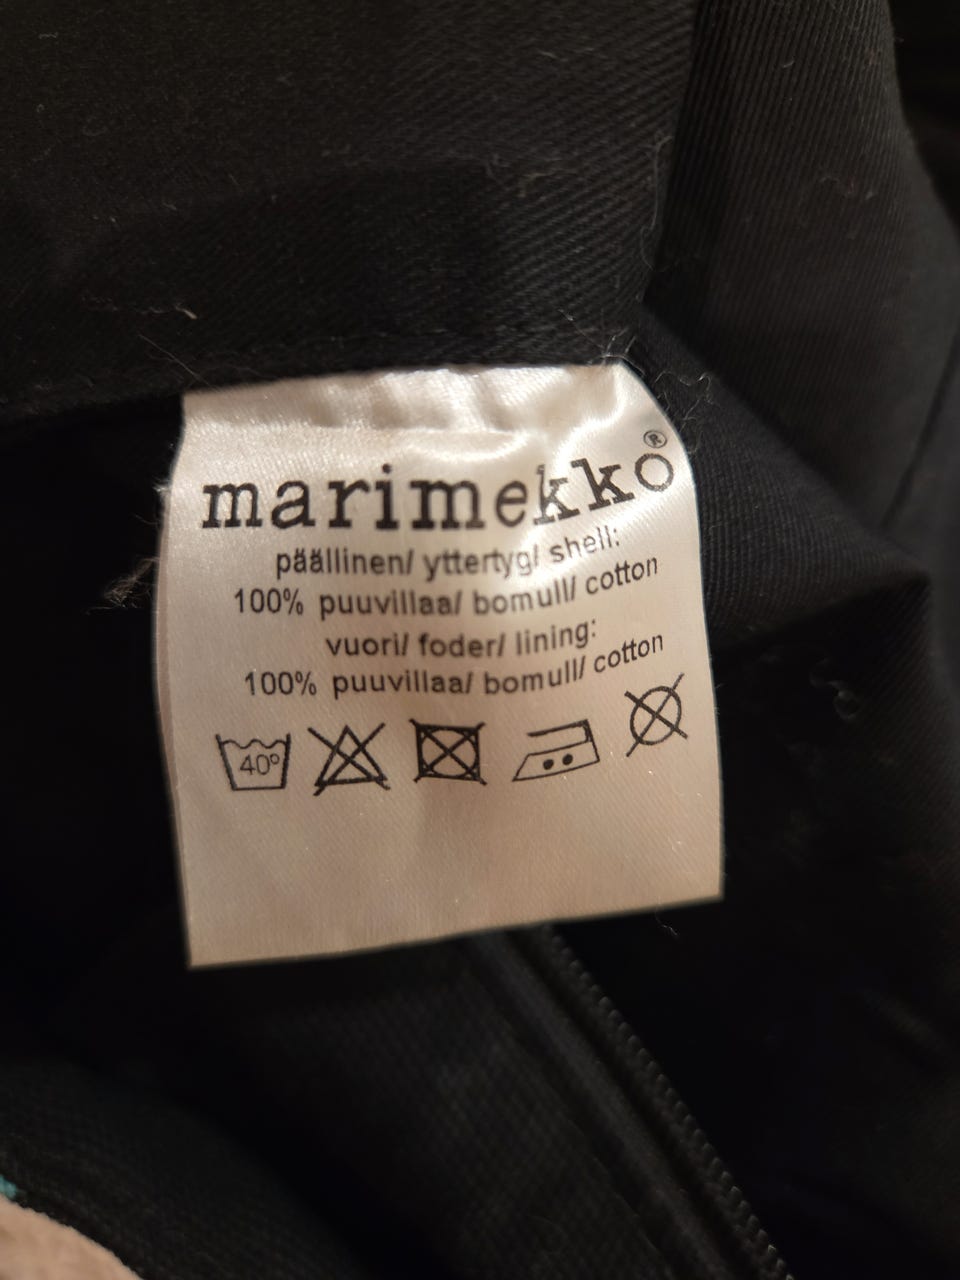 marimekko®
päällinen/ yttertyg/ shell:
100% puuvillaa/ bomull/ cotton
vuori/ foder/ lining:
100% puuvillaa/ bomull/ cotton
40°